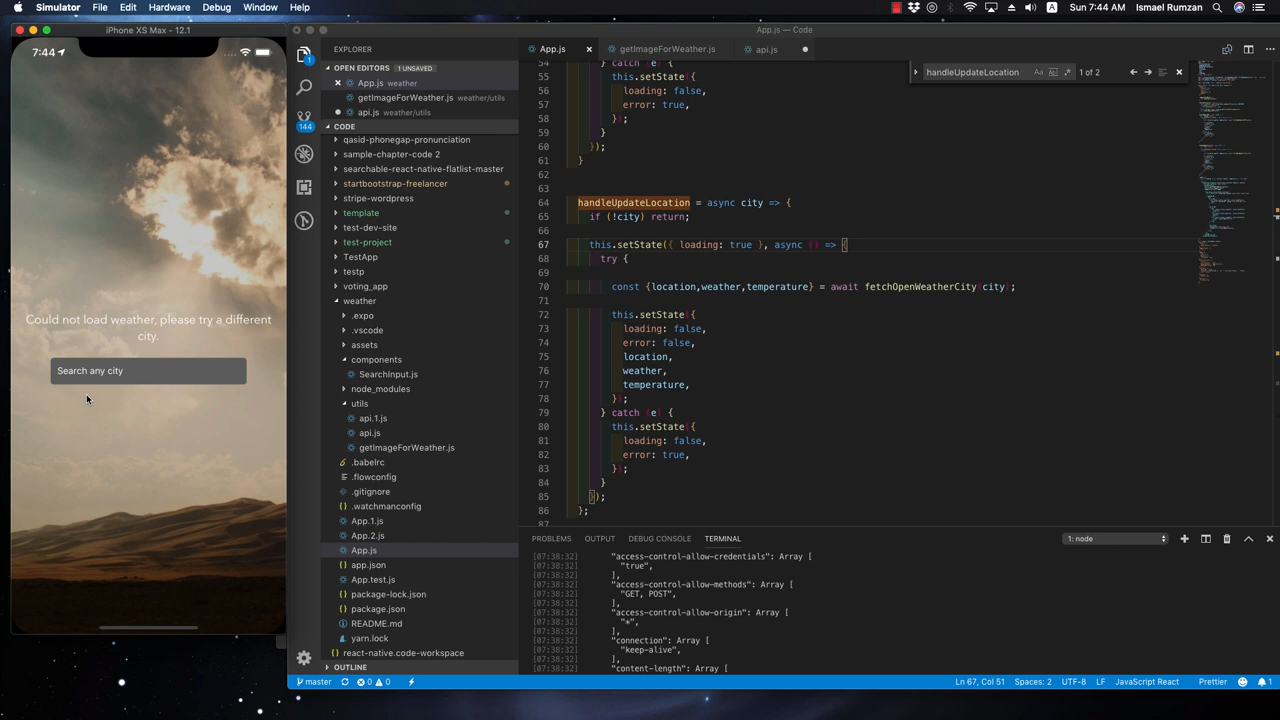 Simulator File Edit Hardware Debug Window Help
Sun 7:44 AM Ismael Rumzan
iPhone XS Max - 12.1
7:44
Could not load weather, please try a different
city.
Search any city
App.js — Code
EXPLORER
OPEN EDITORS 1 UNSAVED
App.js weather
getImageForWeather.js weather/utils
api.js weather/utils
CODE
qasid-phonegap-pronunciation
sample-chapter-code 2
searchable-react-native-flatlist-master
startbootstrap-freelancer
stripe-wordpress
template
test-dev-site
test-project
TestApp
testp
voting_app
weather
.expo
.vscode
assets
components
SearchInput.js
node_modules
utils
api.1.js
api.js
getImageForWeather.js
.babelrc
.flowconfig
.gitignore
.watchmanconfig
App.1.js
App.2.js
App.js
app.json
App.test.js
package-lock.json
package.json
README.md
yarn.lock
react-native.code-workspace
OUTLINE
1
144
App.js getImageForWeather.js api.js
handleUpdateLocation Aa 1 of 2
54 } catch (e) {
55 this.setState({
56 loading: false,
57 error: true,
58 });
59 }
60 });
61 }
62
63
64 handleUpdateLocation = async city => {
65 if (!city) return;
66
67 this.setState({ loading: true }, async () => {
68 try {
69
70 const {location,weather,temperature} = await fetchOpenWeatherCity(city);
71
72 this.setState({
73 loading: false,
74 error: false,
75 location,
76 weather,
77 temperature,
78 });
79 } catch (e) {
80 this.setState({
81 loading: false,
82 error: true,
83 });
84 }
85 });
86 };
87
PROBLEMS OUTPUT DEBUG CONSOLE TERMINAL 1: node
[07:38:32] "access-control-allow-credentials": Array [
[07:38:32] "true",
[07:38:32] ],
[07:38:32] "access-control-allow-methods": Array [
[07:38:32] "GET, POST",
[07:38:32] ],
[07:38:32] "access-control-allow-origin": Array [
[07:38:32] "*",
[07:38:32] ],
[07:38:32] "connection": Array [
[07:38:32] "keep-alive",
[07:38:32] ],
[07:38:32] "content-length": Array [
master 0 0 Ln 67, Col 51 Spaces: 2 UTF-8 LF JavaScript React Prettier 1